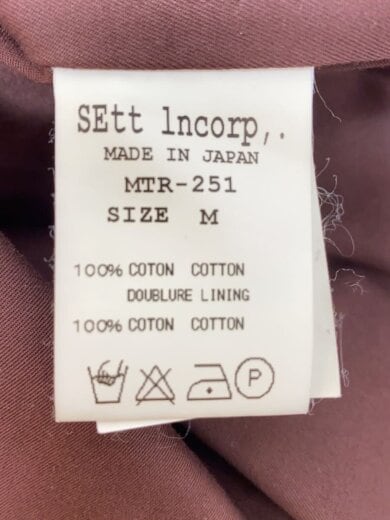 SEtt lncorp,.
MADE IN JAPAN
MTR-251
SIZE M
100% COTON COTTON
DOUBLURE LINING
100% COTON COTTON
P